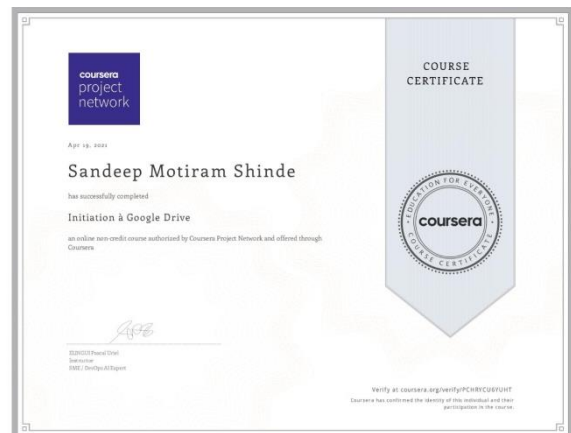 coursera
project
network
Apr 19, 2021
Sandeep Motiram Shinde
has successfully completed
Initiation à Google Drive
an online non-credit course authorized by Coursera Project Network and offered through
Coursera
Instructor
COURSE
CERTIFICATE
EDUCATION FOR EVERYONE
coursera
COURSE CERTIFICATE
Verify at coursera.org/verify/PCHRYCU6YUHT
Coursera has confirmed the identity of this individual and their
participation in the course.